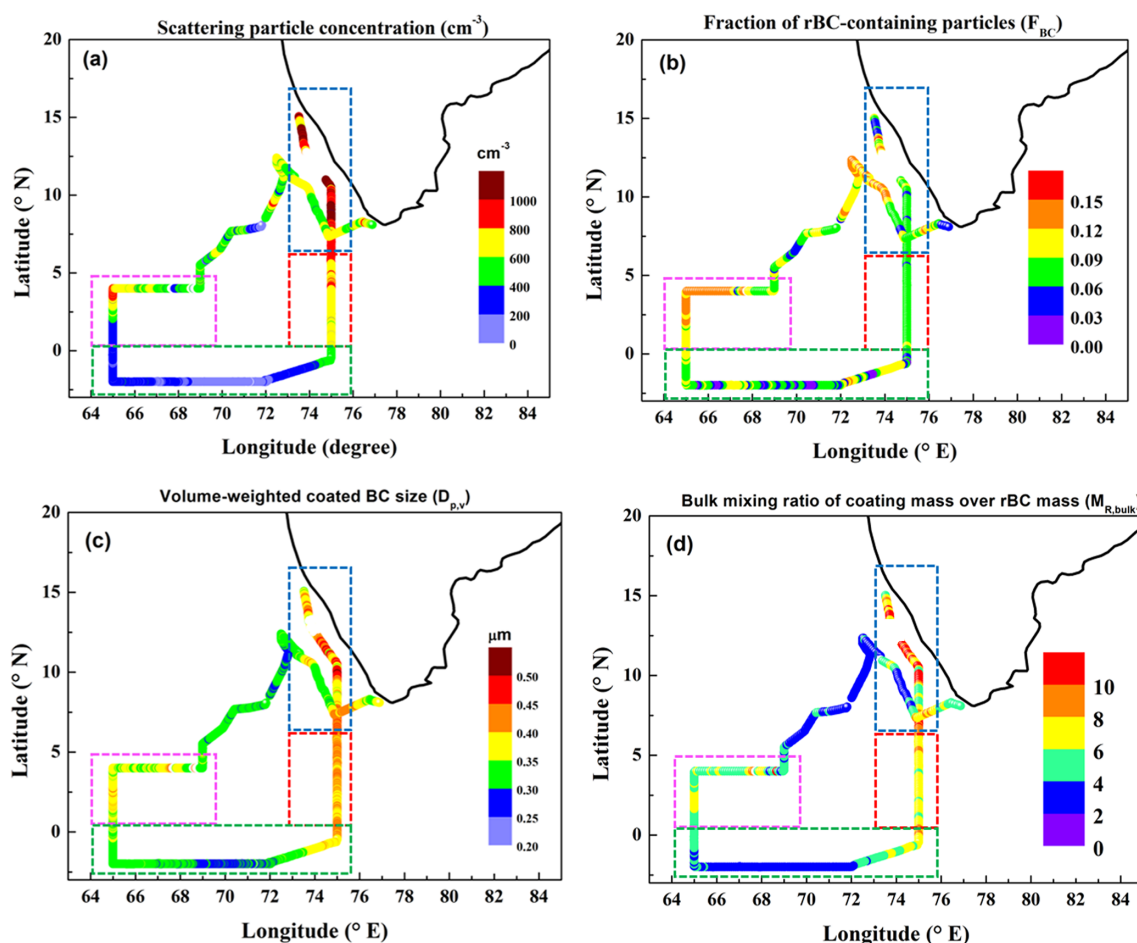 Scattering particle concentration (cm⁻³)
(a)
20
15
10
5
0
Latitude (° N)
cm⁻³
1000
800
600
400
200
0
64 66 68 70 72 74 76 78 80 82 84
Longitude (degree)
Fraction of rBC-containing particles (F_BC)
(b)
20
15
10
5
0
Latitude (° N)
0.15
0.12
0.09
0.06
0.03
0.00
64 66 68 70 72 74 76 78 80 82 84
Longitude (° E)
Volume-weighted coated BC size (D_p,v)
(c)
20
15
10
5
0
Latitude (° N)
μm
0.50
0.45
0.40
0.35
0.30
0.25
0.20
64 66 68 70 72 74 76 78 80 82 84
Longitude (° E)
Bulk mixing ratio of coating mass over rBC mass (M_R,bulk)
(d)
20
15
10
5
0
Latitude (° N)
10
8
6
4
2
0
64 66 68 70 72 74 76 78 80 82 84
Longitude (° E)